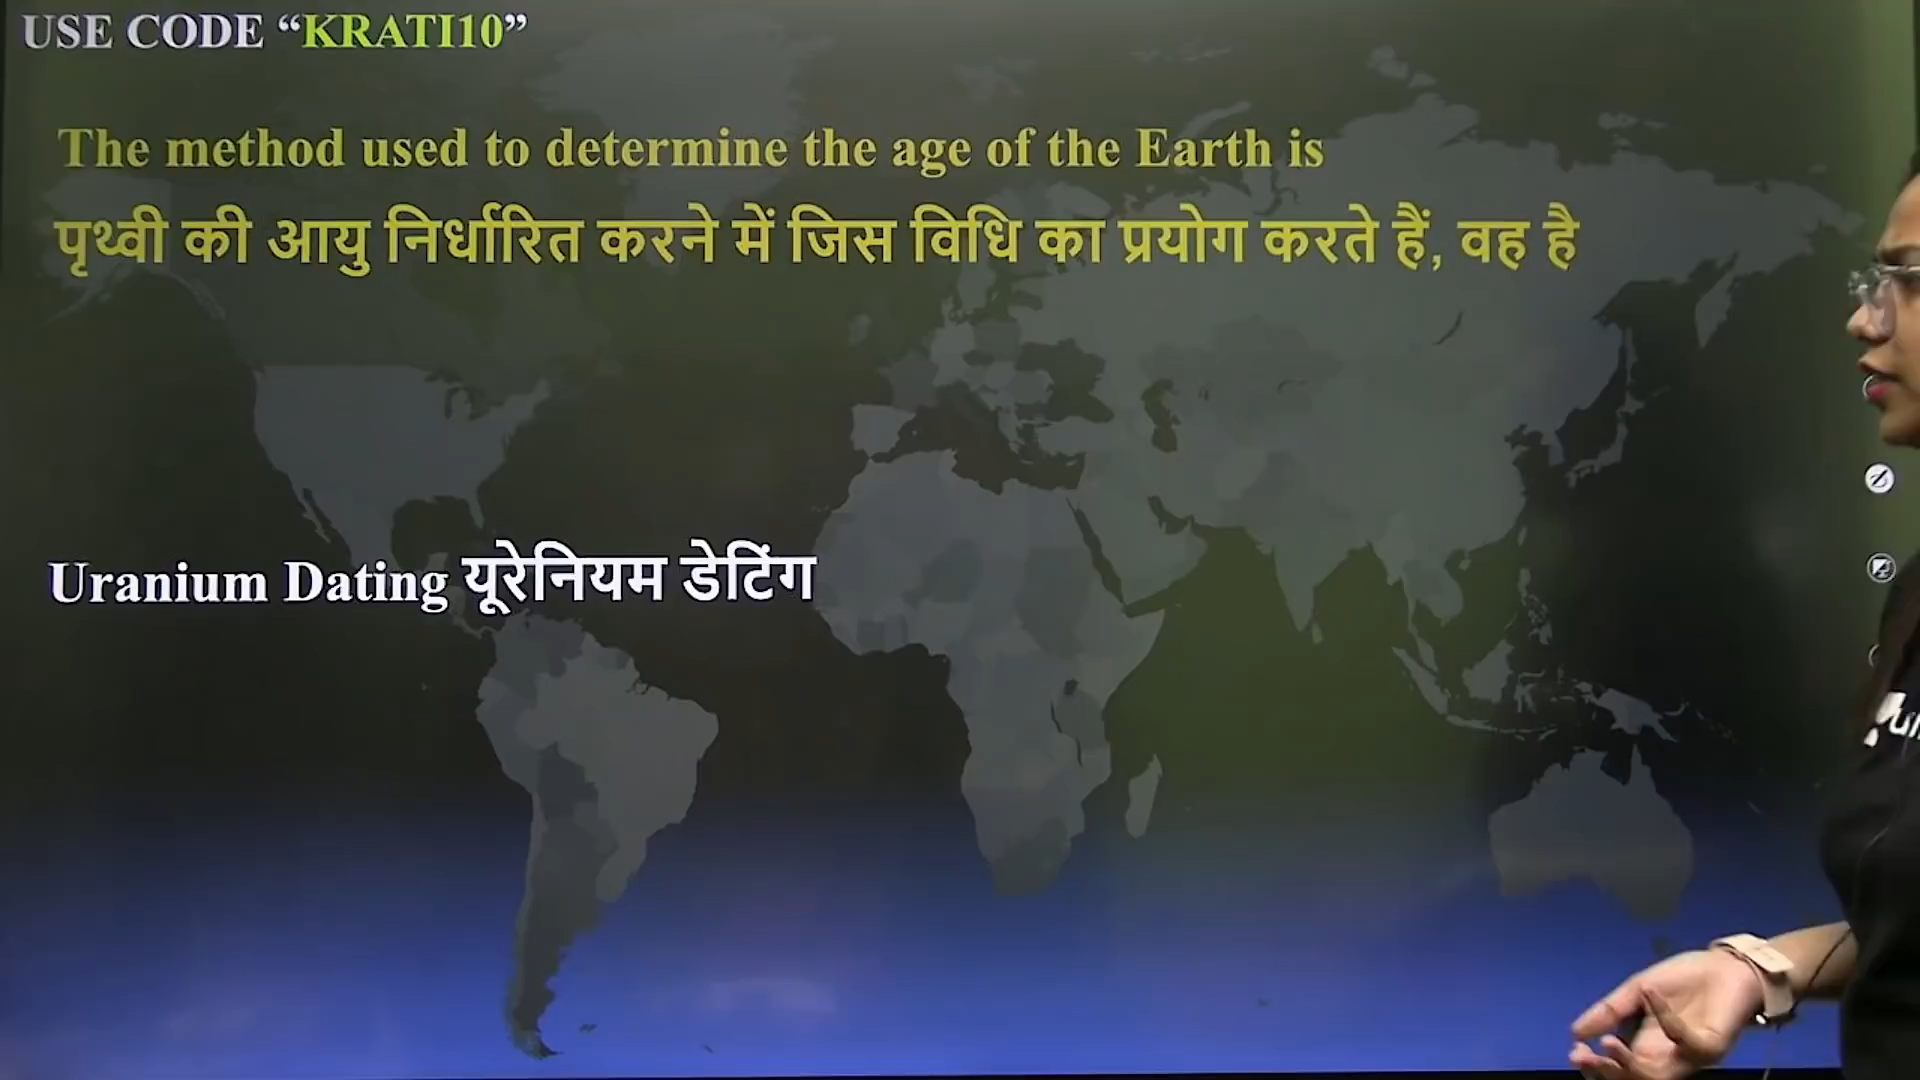 USE CODE “KRATI10”
The method used to determine the age of the Earth is
पृथ्वी की आयु निर्धारित करने में जिस विधि का प्रयोग करते हैं, वह है
Uranium Dating यूरेनियम डेटिंग